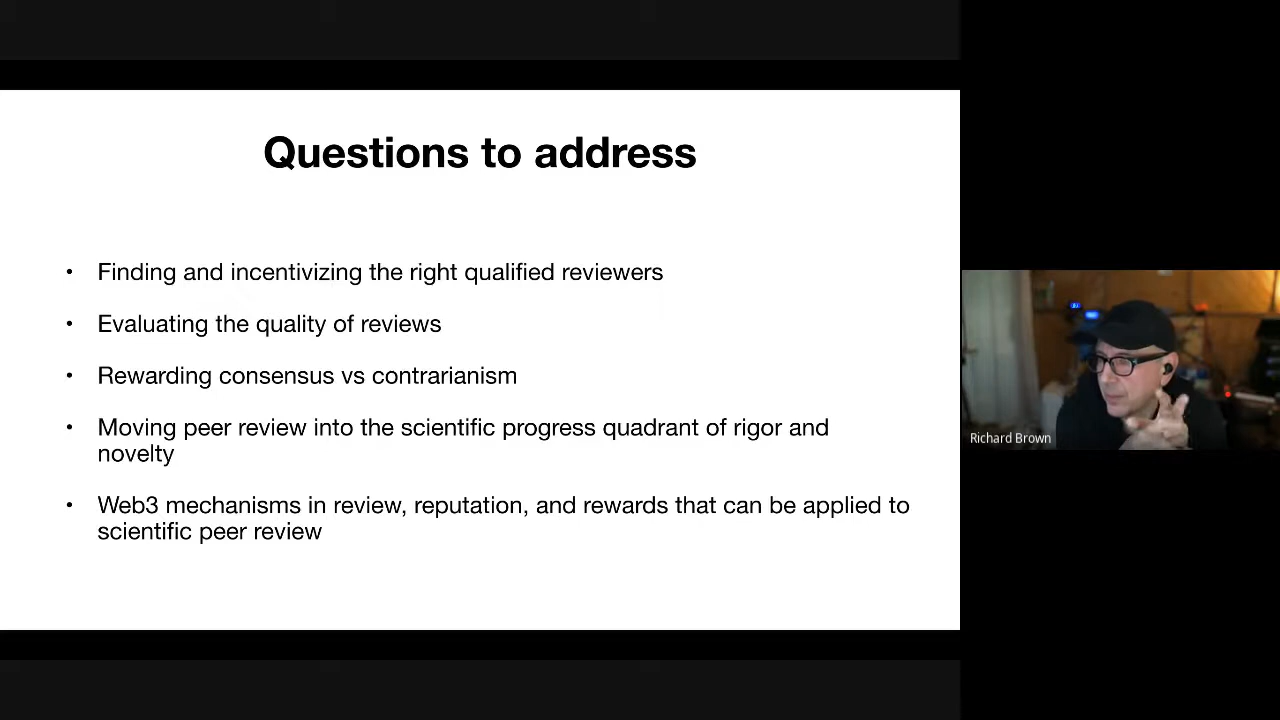 Questions to address
• Finding and incentivizing the right qualified reviewers
• Evaluating the quality of reviews
• Rewarding consensus vs contrarianism
• Moving peer review into the scientific progress quadrant of rigor and
novelty
• Web3 mechanisms in review, reputation, and rewards that can be applied to
scientific peer review
Richard Brown